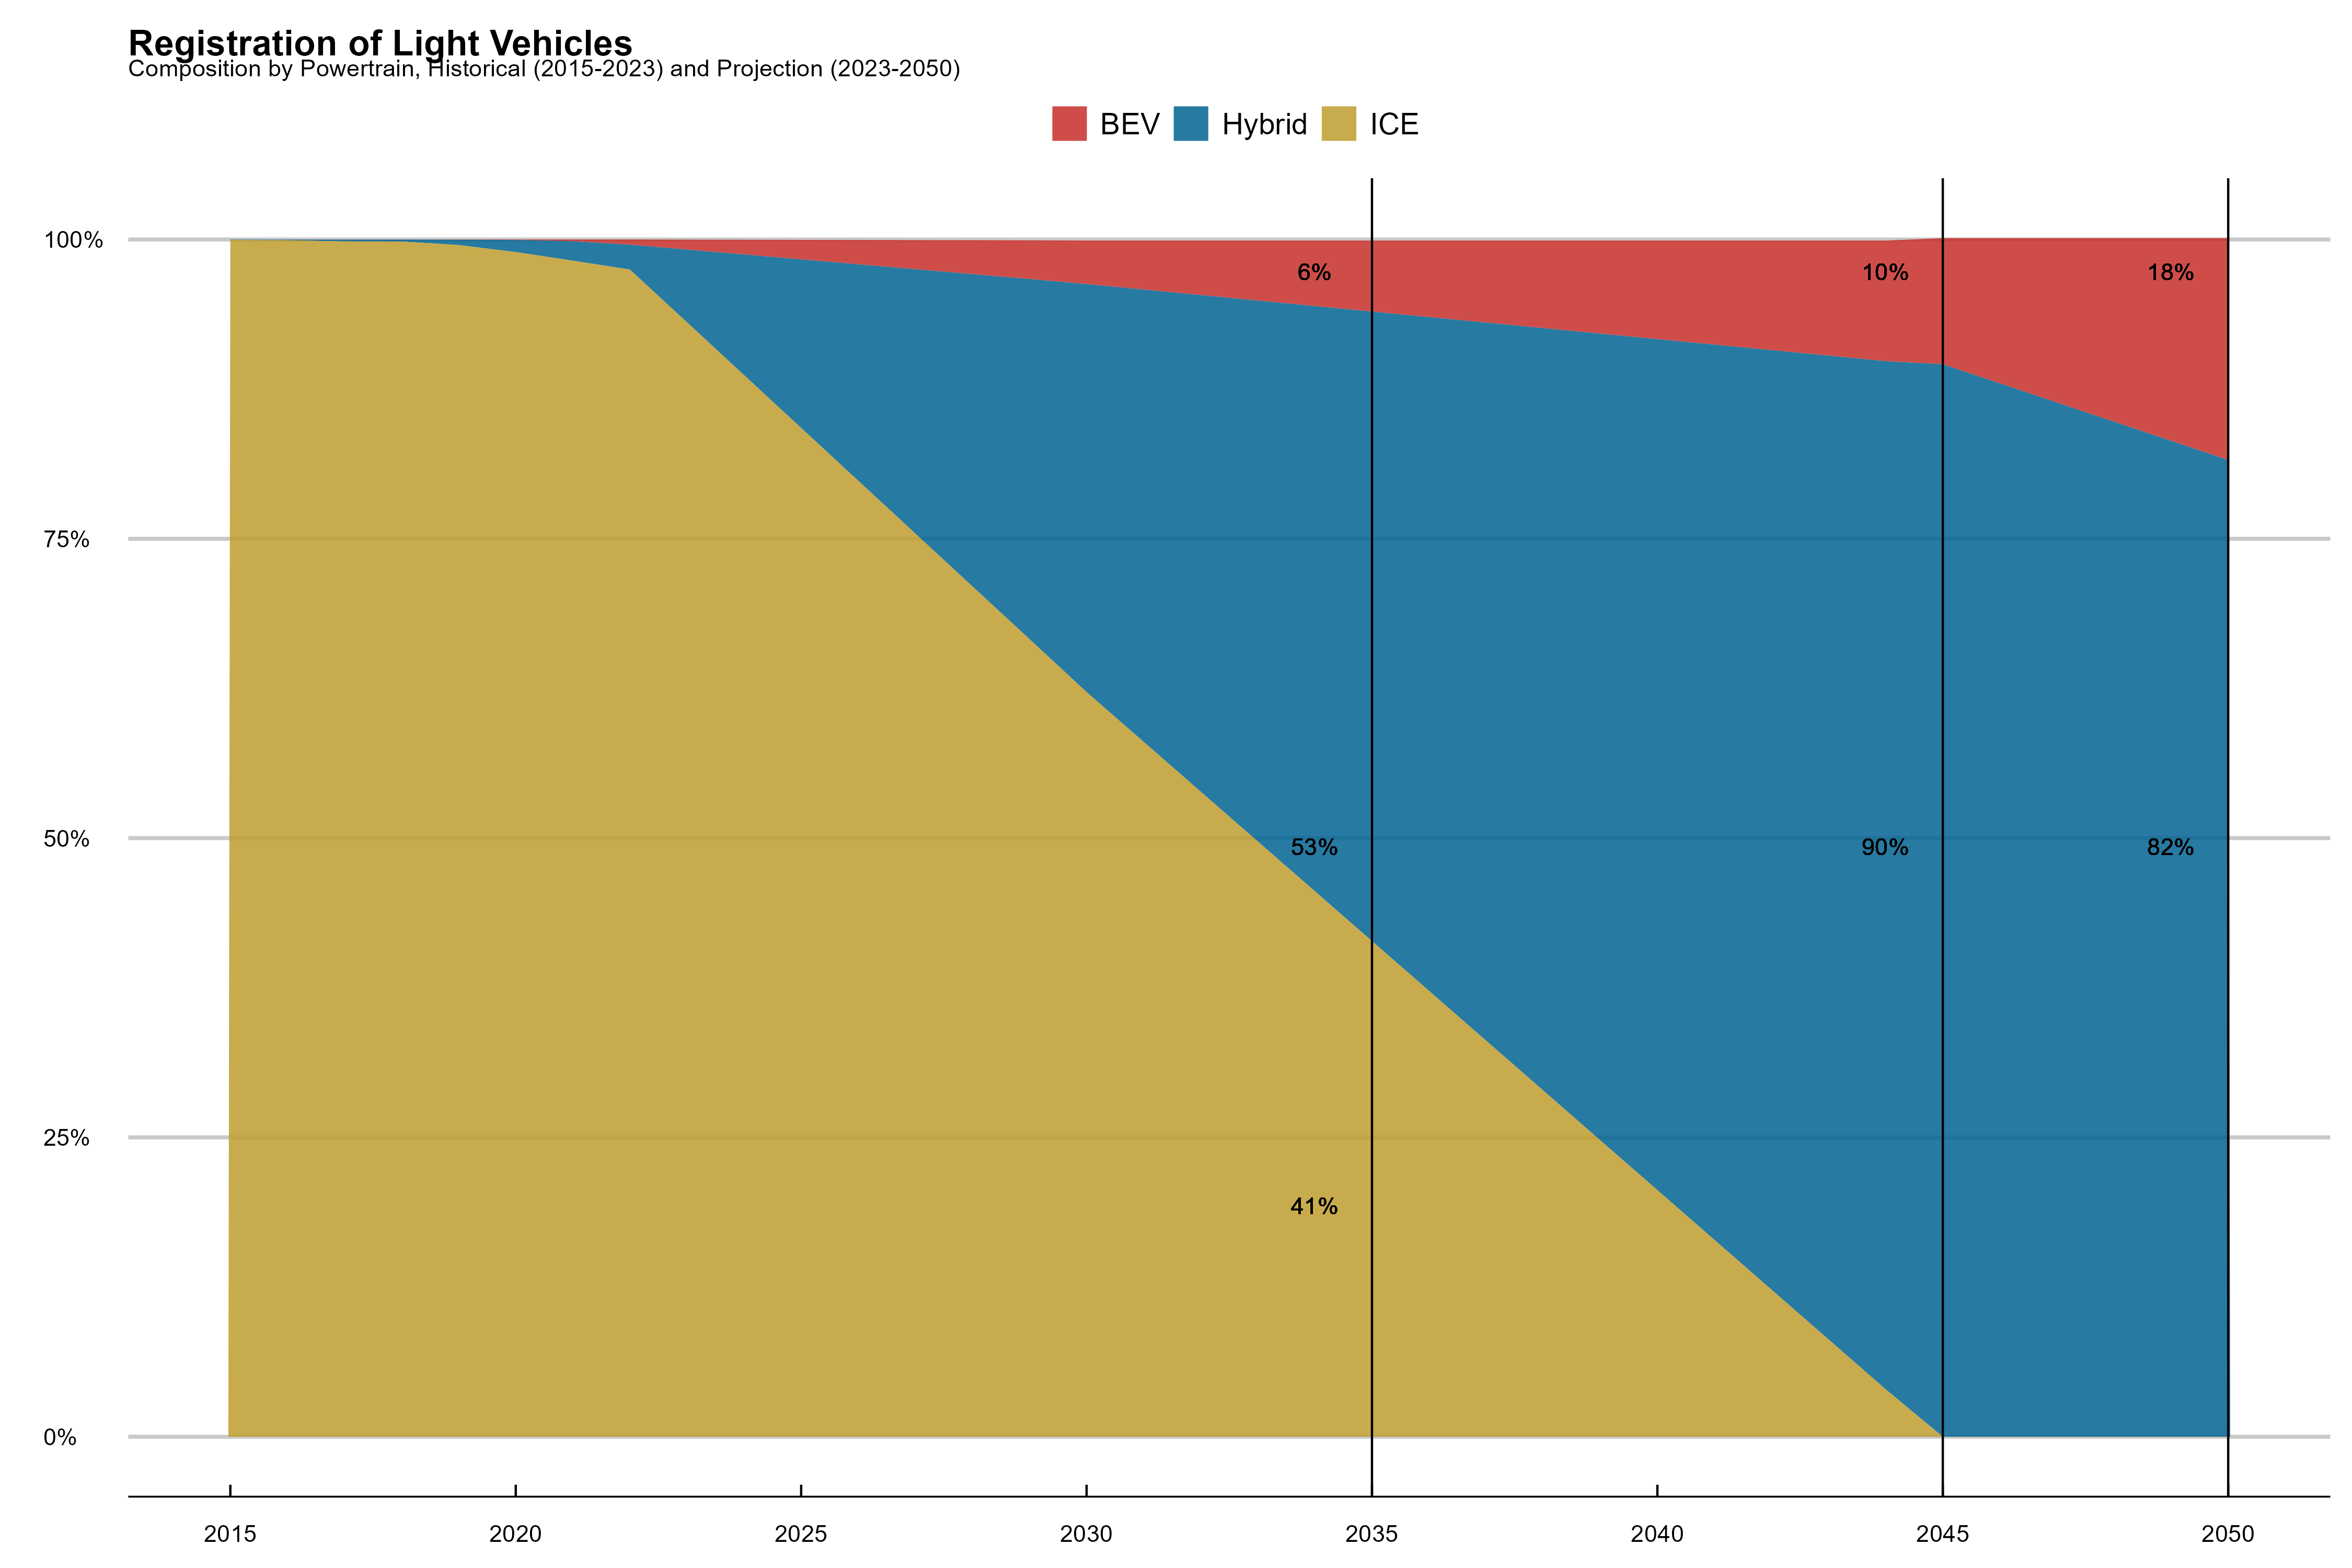 Registration of Light Vehicles
Composition by Powertrain, Historical (2015-2023) and Projection (2023-2050)
BEV Hybrid ICE
100%
6% 10% 18%
75%
50%
53% 90% 82%
25%
41%
0%
2015 2020 2025 2030 2035 2040 2045 2050